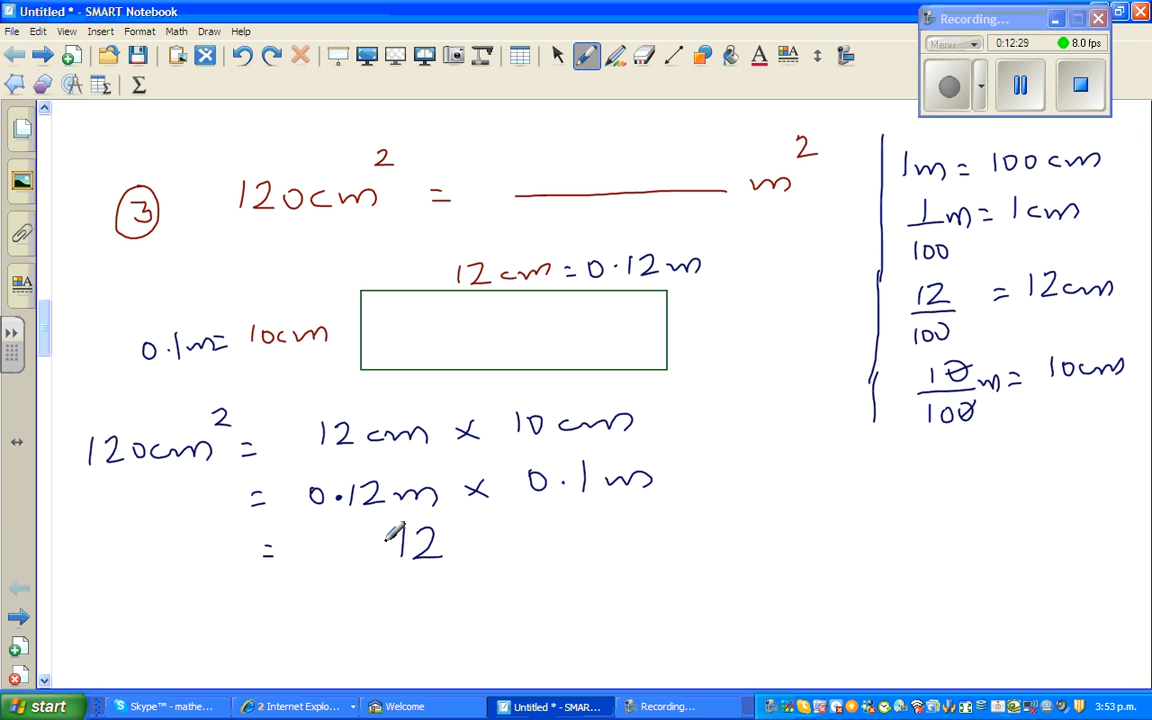 Untitled * - SMART Notebook
File Edit View Insert Format Math Draw Help
Recording...
Menu 0:12:29 8.0 fps
③ 120cm² = ________ m²
12cm = 0.12m
0.1m = 10cm
120cm² = 12cm × 10cm
= 0.12m × 0.1m
= 12
1m = 100cm
1/100 m = 1cm
12/100 = 12cm
10/100 m = 10cm
start Skype™ - mathe... 2 Internet Explo... Welcome Untitled * - SMAR... Recording... 3:53 p.m.